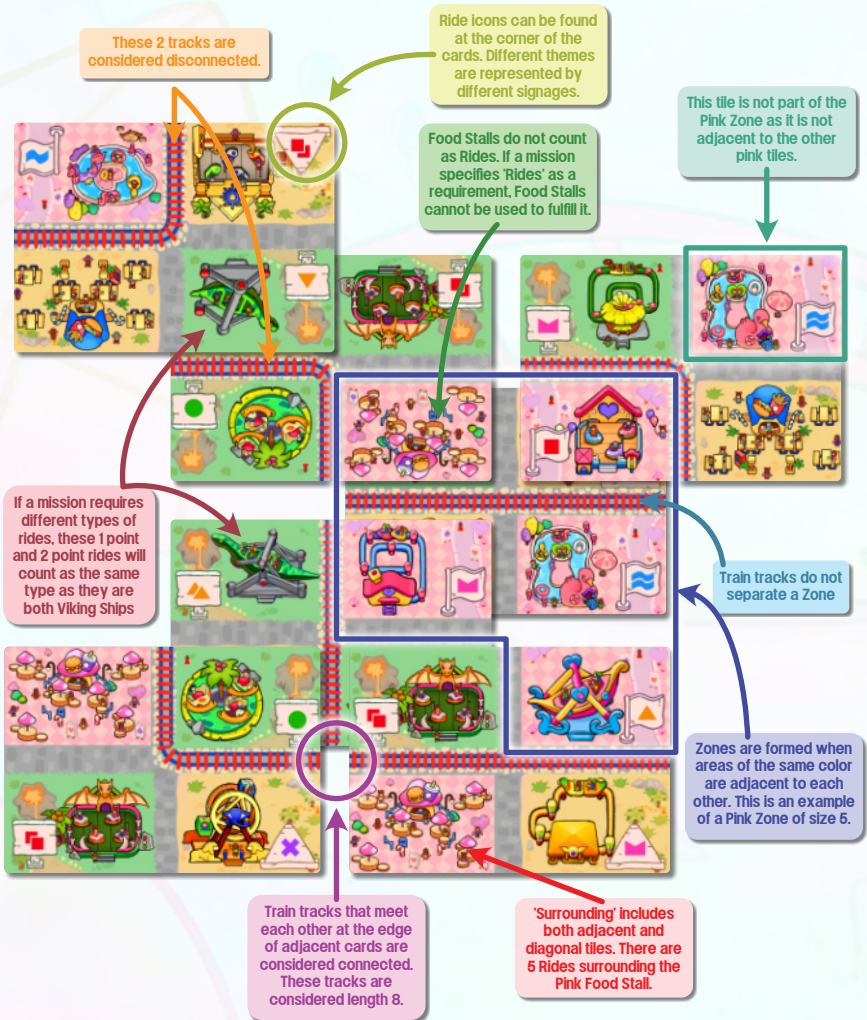 Ride icons can be found
at the corner of the
cards. Different themes
are represented by
different signages.
These 2 tracks are
considered disconnected.
This tile is not part of the
Pink Zone as it is not
adjacent to the other
pink tiles.
Food Stalls do not count
as Rides. If a mission
specifies 'Rides' as a
requirement, Food Stalls
cannot be used to fulfill it.
If a mission requires
different types of
rides, these 1 point
and 2 point rides will
count as the same
type as they are
both Viking Ships
Train tracks do not
separate a Zone
Zones are formed when
areas of the same color
are adjacent to each
other. This is an example
of a Pink Zone of size 5.
Train tracks that meet
each other at the edge
of adjacent cards are
considered connected.
These tracks are
considered length 8.
'Surrounding' includes
both adjacent and
diagonal tiles. There are
5 Rides surrounding the
Pink Food Stall.